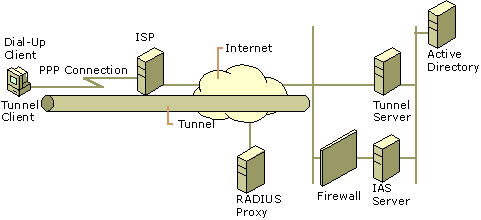 Dial-Up
Client
ISP
Internet
Active
Directory
PPP Connection
Tunnel
Client
Tunnel
Tunnel
Server
RADIUS
Proxy
Firewall
IAS
Server